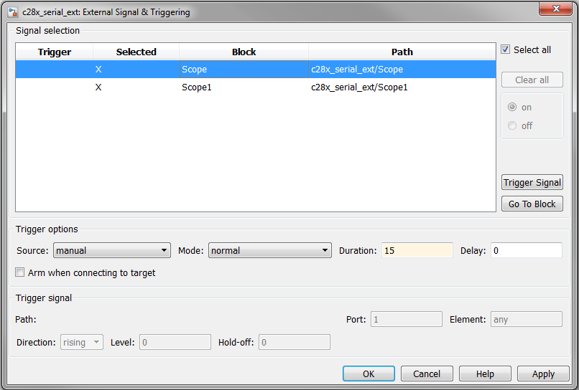 c28x_serial_ext: External Signal & Triggering
Signal selection
Trigger Selected Block Path
X Scope c28x_serial_ext/Scope
X Scope1 c28x_serial_ext/Scope1
Select all
Clear all
on
off
Trigger Signal
Go To Block
Trigger options
Source: manual Mode: normal Duration: 15 Delay: 0
Arm when connecting to target
Trigger signal
Path: Port: 1 Element: any
Direction: rising Level: 0 Hold-off: 0
OK Cancel Help Apply